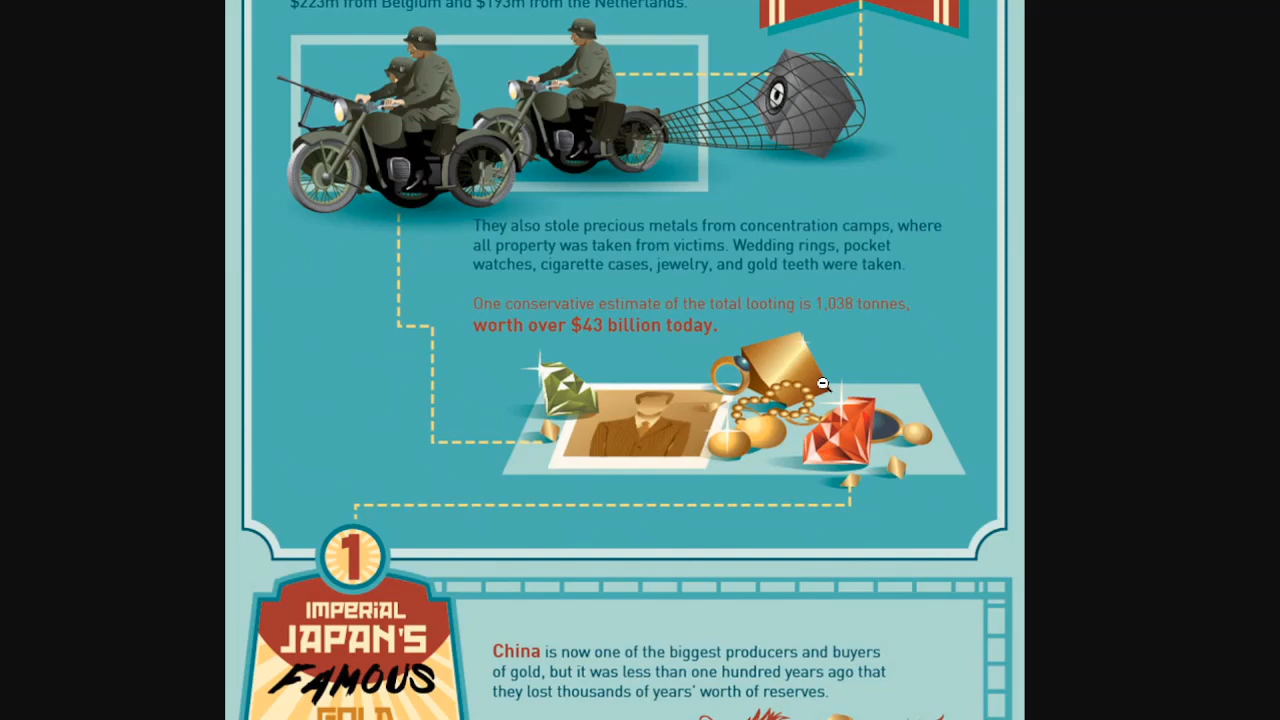 $223m from Belgium and $193m from the Netherlands.
They also stole precious metals from concentration camps, where
all property was taken from victims. Wedding rings, pocket
watches, cigarette cases, jewelry, and gold teeth were taken.
One conservative estimate of the total looting is 1,038 tonnes,
worth over $43 billion today.
1
IMPERIAL
JAPAN'S
FAMOUS
GOLD
China is now one of the biggest producers and buyers
of gold, but it was less than one hundred years ago that
they lost thousands of years' worth of reserves.